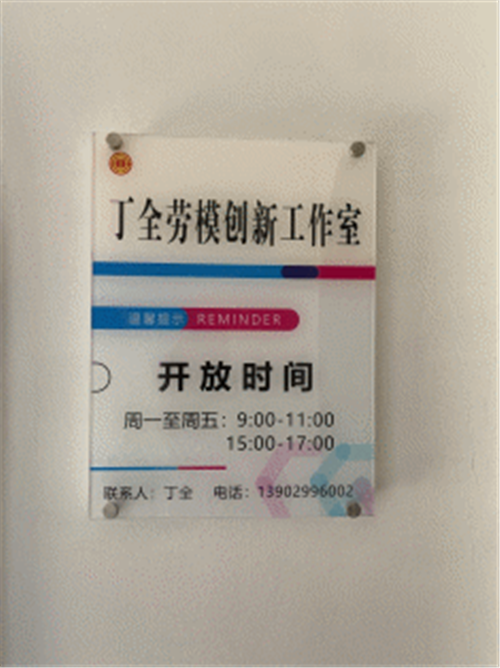 丁全劳模创新工作室
温馨提示 REMINDER
开放时间
周一至周五：9:00-11:00
15:00-17:00
联系人：丁全 电话：13902996002